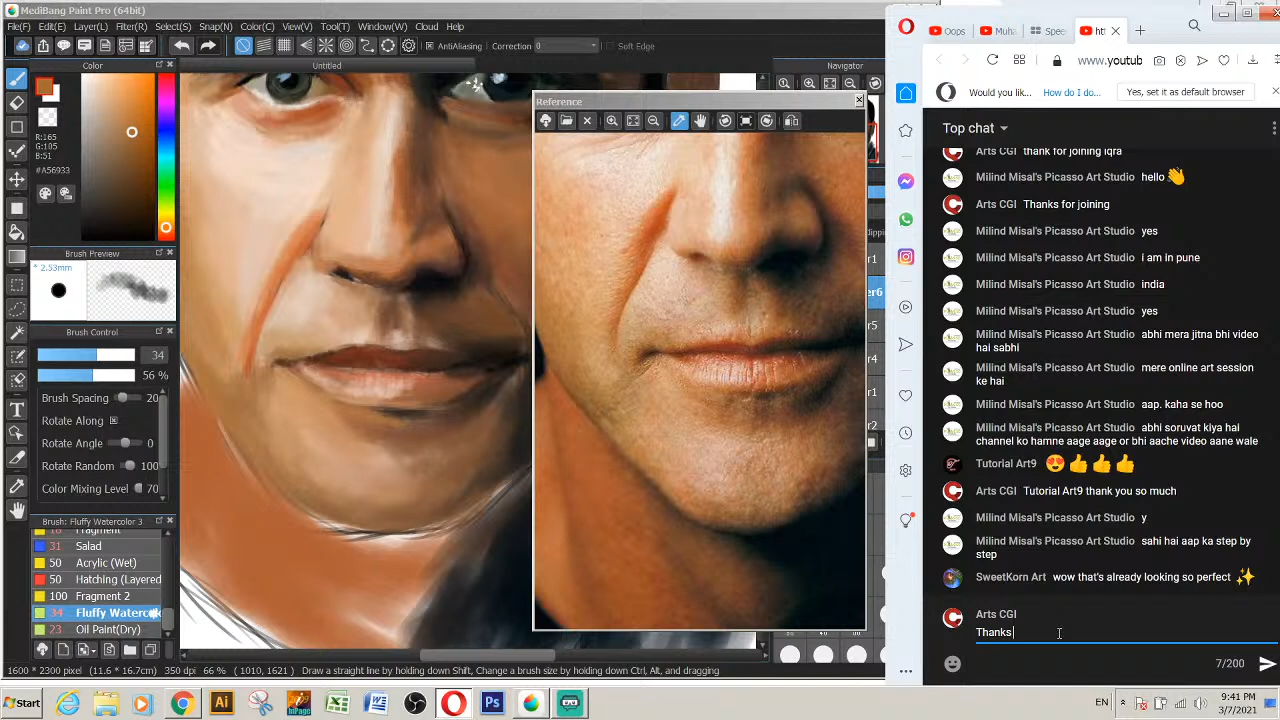 MediBang Paint Pro (64bit)
File(F) Edit(E) Layer(L) Filter(R) Select(S) Snap(N) Color(C) View(V) Tool(T) Window(W) Cloud Help
AntiAliasing Correction 0 Soft Edge
Color
Untitled
Navigator
R:165
G:105
B:51
#A56933
Brush Preview
* 2.53mm
Brush Control
34
56 %
Brush Spacing 20
Rotate Along
Rotate Angle 0
Rotate Random 100
Color Mixing Level 70
Brush: Fluffy Watercolor 3
Fragment
31 Salad
50 Acrylic (Wet)
50 Hatching (Layered
100 Fragment 2
34 Fluffy Waterco
23 Oil Paint(Dry)
1600 * 2300 pixel (11.6 * 16.7cm) 350 dpi 66 % ( 1010, 1621 ) Draw a straight line by holding down Shift, Change a brush size by holding down Ctrl, Alt, and dragging
Reference
Oops
Muha
Spee
htt
www.youtub
Would you like... How do I do... Yes, set it as default browser
Top chat
Arts CGI thank for joining iqra
Milind Misal's Picasso Art Studio hello 👋
Arts CGI Thanks for joining
Milind Misal's Picasso Art Studio yes
Milind Misal's Picasso Art Studio i am in pune
Milind Misal's Picasso Art Studio india
Milind Misal's Picasso Art Studio yes
Milind Misal's Picasso Art Studio abhi mera jitna bhi video
hai sabhi
Milind Misal's Picasso Art Studio mare online art session
ke hai
Milind Misal's Picasso Art Studio aap. kaha se hoo
Milind Misal's Picasso Art Studio abhi soruvat kiya hai
channel ko hamne aage aage or bhi aache video aane wale
Tutorial Art9 😍👍👍👍
Arts CGI Tutorial Art9 thank you so much
Milind Misal's Picasso Art Studio y
Milind Misal's Picasso Art Studio sahi hai aap ka step by
step
SweetKorn Art wow that's already looking so perfect ✨
Arts CGI
Thanks
7/200
Start
EN
:41 PM
3/7/2021